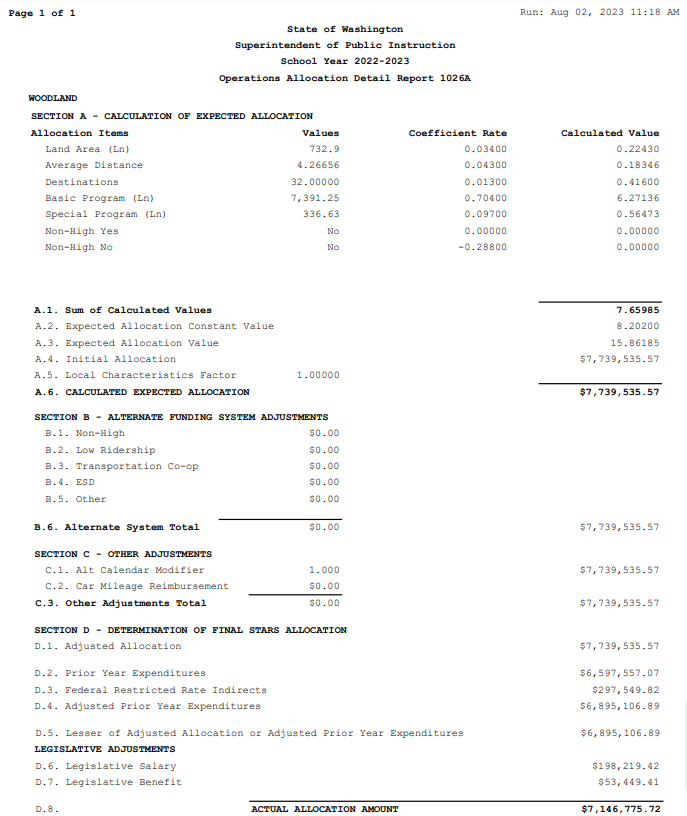 Page 1 of 1 Run: Aug 02, 2023 11:18 AM
State of Washington
Superintendent of Public Instruction
School Year 2022-2023
Operations Allocation Detail Report 1026A
WOODLAND
SECTION A - CALCULATION OF EXPECTED ALLOCATION
Allocation Items Values Coefficient Rate Calculated Value
Land Area (Ln) 732.9 0.03400 0.22430
Average Distance 4.26656 0.04300 0.18346
Destinations 32.00000 0.01300 0.41600
Basic Program (Ln) 7,391.25 0.70400 6.27136
Special Program (Ln) 336.63 0.09700 0.56473
Non-High Yes No 0.00000 0.00000
Non-High No No -0.28800 0.00000
A.1. Sum of Calculated Values 7.65985
A.2. Expected Allocation Constant Value 8.20200
A.3. Expected Allocation Value 15.86185
A.4. Initial Allocation $7,739,535.57
A.5. Local Characteristics Factor 1.00000
A.6. CALCULATED EXPECTED ALLOCATION $7,739,535.57
SECTION B - ALTERNATE FUNDING SYSTEM ADJUSTMENTS
B.1. Non-High $0.00
B.2. Low Ridership $0.00
B.3. Transportation Co-op $0.00
B.4. ESD $0.00
B.5. Other $0.00
B.6. Alternate System Total $0.00 $7,739,535.57
SECTION C - OTHER ADJUSTMENTS
C.1. Alt Calendar Modifier 1.000 $7,739,535.57
C.2. Car Mileage Reimbursement $0.00
C.3. Other Adjustments Total $0.00 $7,739,535.57
SECTION D - DETERMINATION OF FINAL STARS ALLOCATION
D.1. Adjusted Allocation $7,739,535.57
D.2. Prior Year Expenditures $6,597,557.07
D.3. Federal Restricted Rate Indirects $297,549.82
D.4. Adjusted Prior Year Expenditures $6,895,106.89
D.5. Lesser of Adjusted Allocation or Adjusted Prior Year Expenditures $6,895,106.89
LEGISLATIVE ADJUSTMENTS
D.6. Legislative Salary $198,219.42
D.7. Legislative Benefit $53,449.41
D.8. ACTUAL ALLOCATION AMOUNT $7,146,775.72